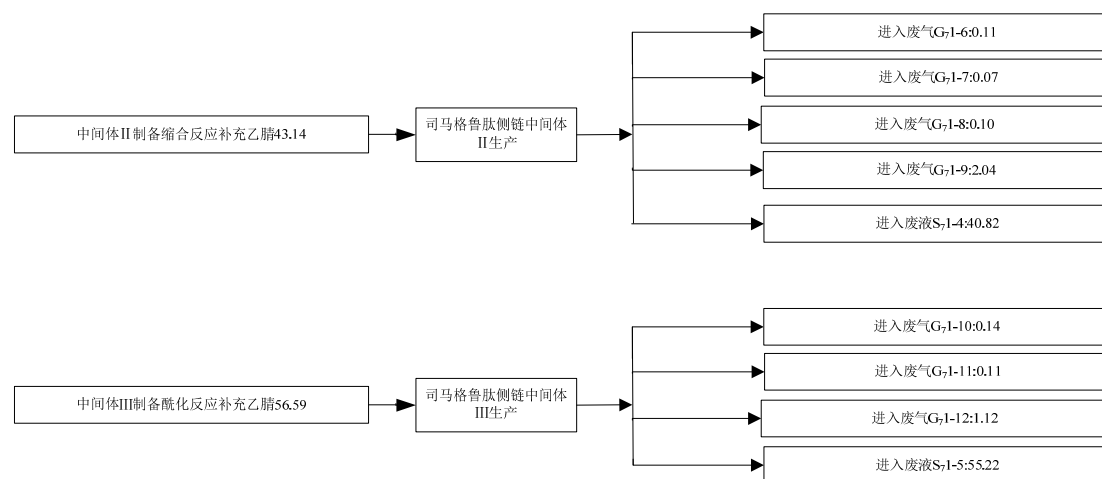 进入废气G₇1-6:0.11
进入废气G₇1-7:0.07
中间体Ⅱ制备缩合反应补充乙腈43.14
司马格鲁肽侧链中间体
Ⅱ生产
进入废气G₇1-8:0.10
进入废气G₇1-9:2.04
进入废液S₇1-4:40.82
进入废气G₇1-10:0.14
进入废气G₇1-11:0.11
中间体Ⅲ制备酰化反应补充乙腈56.59
司马格鲁肽侧链中间体
Ⅲ生产
进入废气G₇1-12:1.12
进入废液S₇1-5:55.22